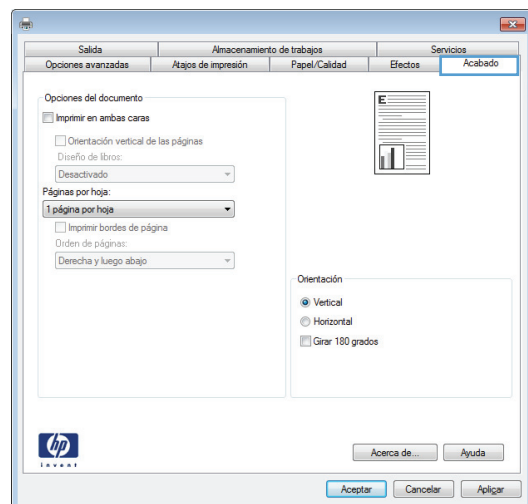 Salida Almacenamiento de trabajos Servicios
Opciones avanzadas Atajos de impresión Papel/Calidad Efectos Acabado
Opciones del documento
Imprimir en ambas caras
Orientación vertical de las páginas
Diseño de libros:
Desactivado
Páginas por hoja:
1 página por hoja
Imprimir bordes de página
Orden de páginas:
Derecha y luego abajo
E
Orientación
Vertical
Horizontal
Girar 180 grados
hp
invent
Acerca de... Ayuda
Aceptar Cancelar Aplicar